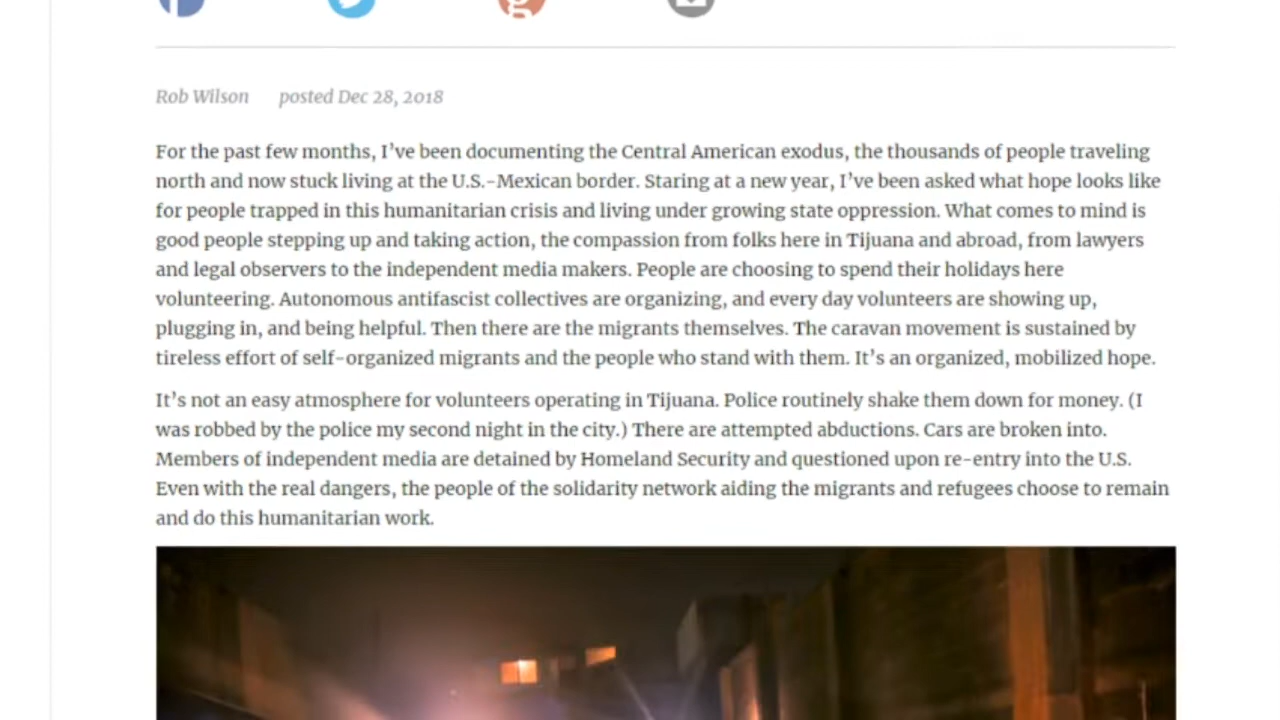 Rob Wilson posted Dec 28, 2018
For the past few months, I've been documenting the Central American exodus, the thousands of people traveling
north and now stuck living at the U.S.-Mexican border. Staring at a new year, I've been asked what hope looks like
for people trapped in this humanitarian crisis and living under growing state oppression. What comes to mind is
good people stepping up and taking action, the compassion from folks here in Tijuana and abroad, from lawyers
and legal observers to the independent media makers. People are choosing to spend their holidays here
volunteering. Autonomous antifascist collectives are organizing, and every day volunteers are showing up,
plugging in, and being helpful. Then there are the migrants themselves. The caravan movement is sustained by
tireless effort of self-organized migrants and the people who stand with them. It's an organized, mobilized hope.
It's not an easy atmosphere for volunteers operating in Tijuana. Police routinely shake them down for money. (I
was robbed by the police my second night in the city.) There are attempted abductions. Cars are broken into.
Members of independent media are detained by Homeland Security and questioned upon re-entry into the U.S.
Even with the real dangers, the people of the solidarity network aiding the migrants and refugees choose to remain
and do this humanitarian work.